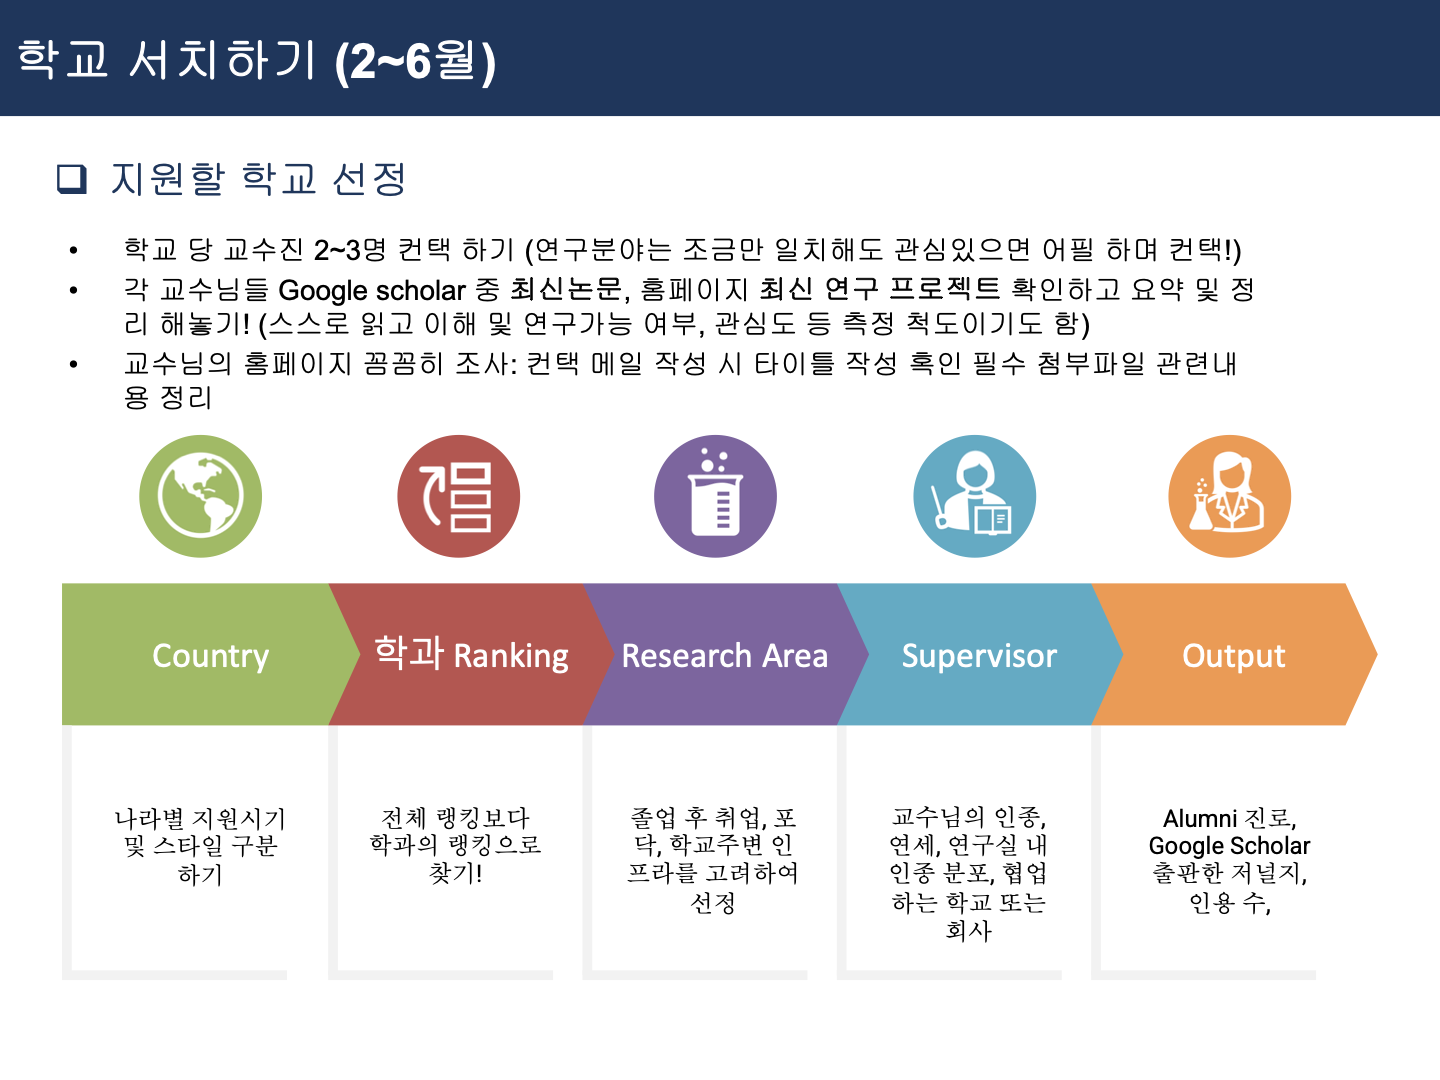 학교 서치하기 (2~6월)
지원할 학교 선정
• 학교 당 교수진 2~3명 컨택 하기 (연구분야는 조금만 일치해도 관심있으면 어필 하며 컨택!)
• 각 교수님들 Google scholar 중 최신논문, 홈페이지 최신 연구 프로젝트 확인하고 요약 및 정
리 해놓기! (스스로 읽고 이해 및 연구가능 여부, 관심도 등 측정 척도이기도 함)
• 교수님의 홈페이지 꼼꼼히 조사: 컨택 메일 작성 시 타이틀 작성 혹인 필수 첨부파일 관련내
용 정리
Country
학과 Ranking
Research Area
Supervisor
Output
나라별 지원시기
및 스타일 구분
하기
전체 랭킹보다
학과의 랭킹으로
찾기!
졸업 후 취업, 포
닥, 학교주변 인
프라를 고려하여
선정
교수님의 인종,
연세, 연구실 내
인종 분포, 협업
하는 학교 또는
회사
Alumni 진로,
Google Scholar
출판한 저널지,
인용 수,